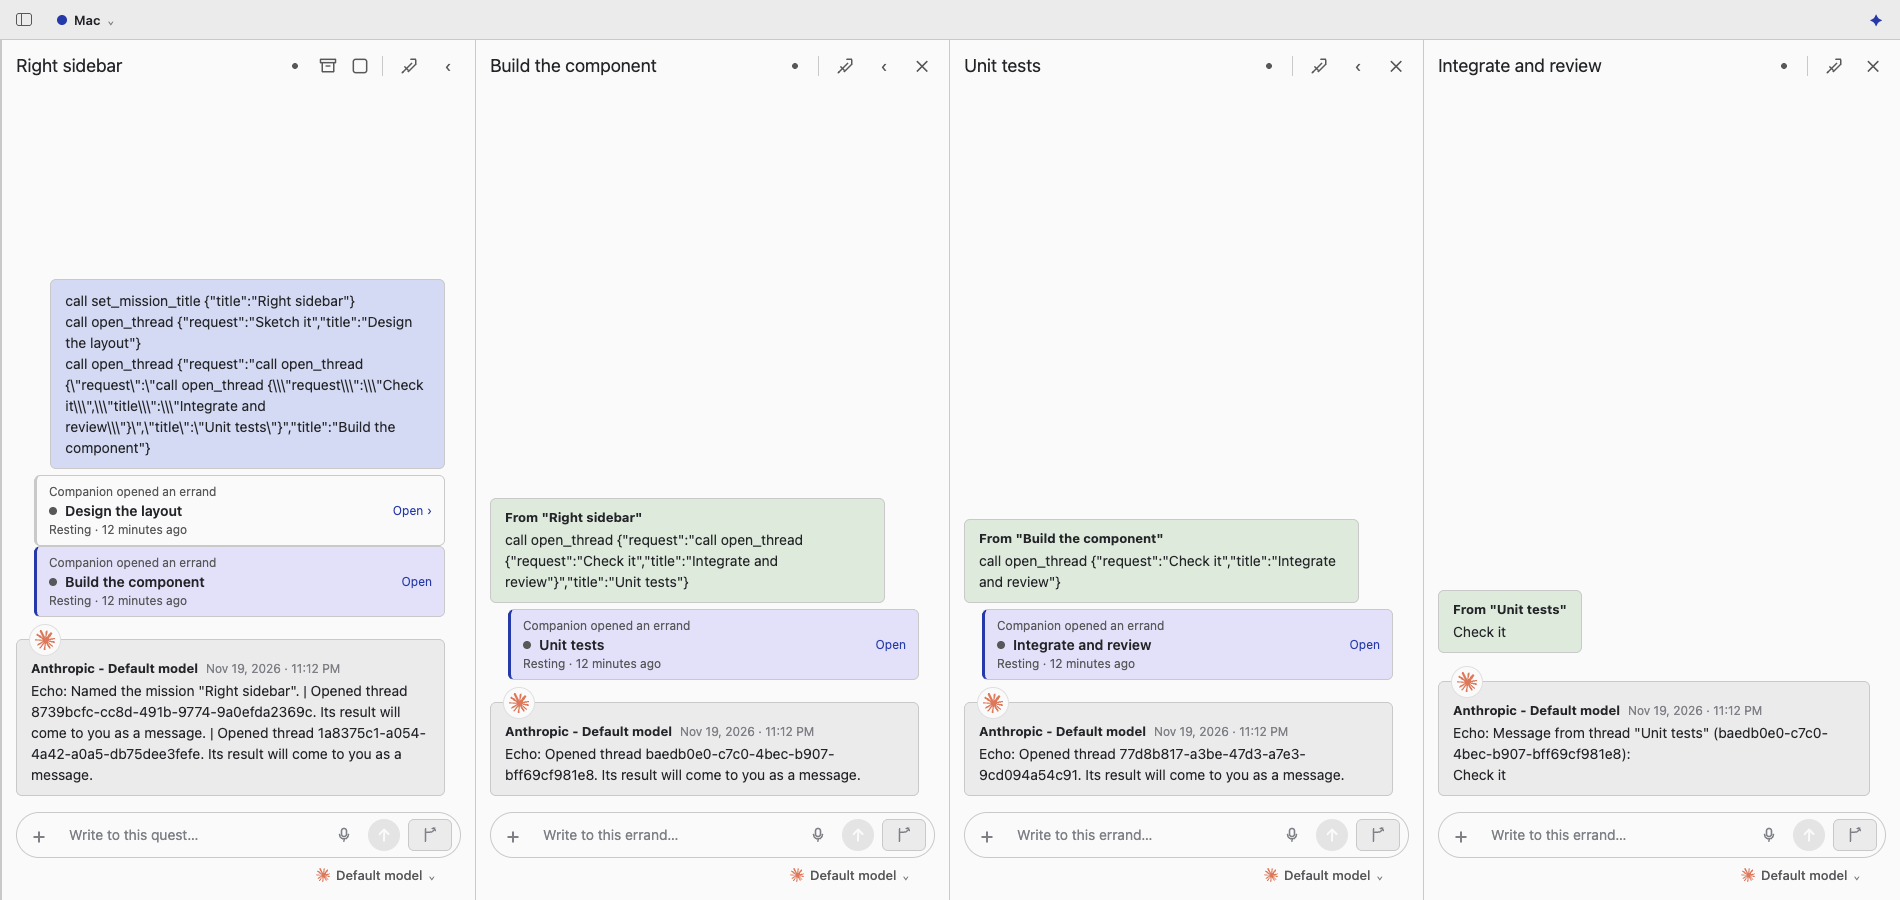 Mac
Right sidebar
call set_mission_title {"title":"Right sidebar"}
call open_thread {"request":"Sketch it","title":"Design
the layout"}
call open_thread {"request":"call open_thread
{\"request\":\"call open_thread {\\\"request\\\":\\\"Check
it\\\",\\\"title\\\":\\\"Integrate and
review\\\"}\",\"title\":\"Unit tests\"}","title":"Build the
component"}
Companion opened an errand
Design the layout
Open ›
Resting · 12 minutes ago
Companion opened an errand
Build the component
Open
Resting · 12 minutes ago
Anthropic - Default model Nov 19, 2026 · 11:12 PM
Echo: Named the mission "Right sidebar". | Opened thread
8739bcfc-cc8d-491b-9774-9a0efda2369c. Its result will
come to you as a message. | Opened thread 1a8375c1-a054-
4a42-a0a5-db75dee3fefe. Its result will come to you as a
message.
Write to this quest...
Default model
Build the component
From "Right sidebar"
call open_thread {"request":"call open_thread
{\"request\":\"Check it\",\"title\":\"Integrate and
review\"}","title":"Unit tests"}
Companion opened an errand
Unit tests
Open
Resting · 12 minutes ago
Anthropic - Default model Nov 19, 2026 · 11:12 PM
Echo: Opened thread baedb0e0-c7c0-4bec-b907-
bff69cf981e8. Its result will come to you as a message.
Write to this errand...
Default model
Unit tests
From "Build the component"
call open_thread {"request":"Check it","title":"Integrate
and review"}
Companion opened an errand
Integrate and review
Open
Resting · 12 minutes ago
Anthropic - Default model Nov 19, 2026 · 11:12 PM
Echo: Opened thread 77d8b817-a3be-47d3-a7e3-
9cd094a54c91. Its result will come to you as a message.
Write to this errand...
Default model
Integrate and review
From "Unit tests"
Check it
Anthropic - Default model Nov 19, 2026 · 11:12 PM
Echo: Message from thread "Unit tests" (baedb0e0-c7c0-
4bec-b907-bff69cf981e8):
Check it
Write to this errand...
Default model